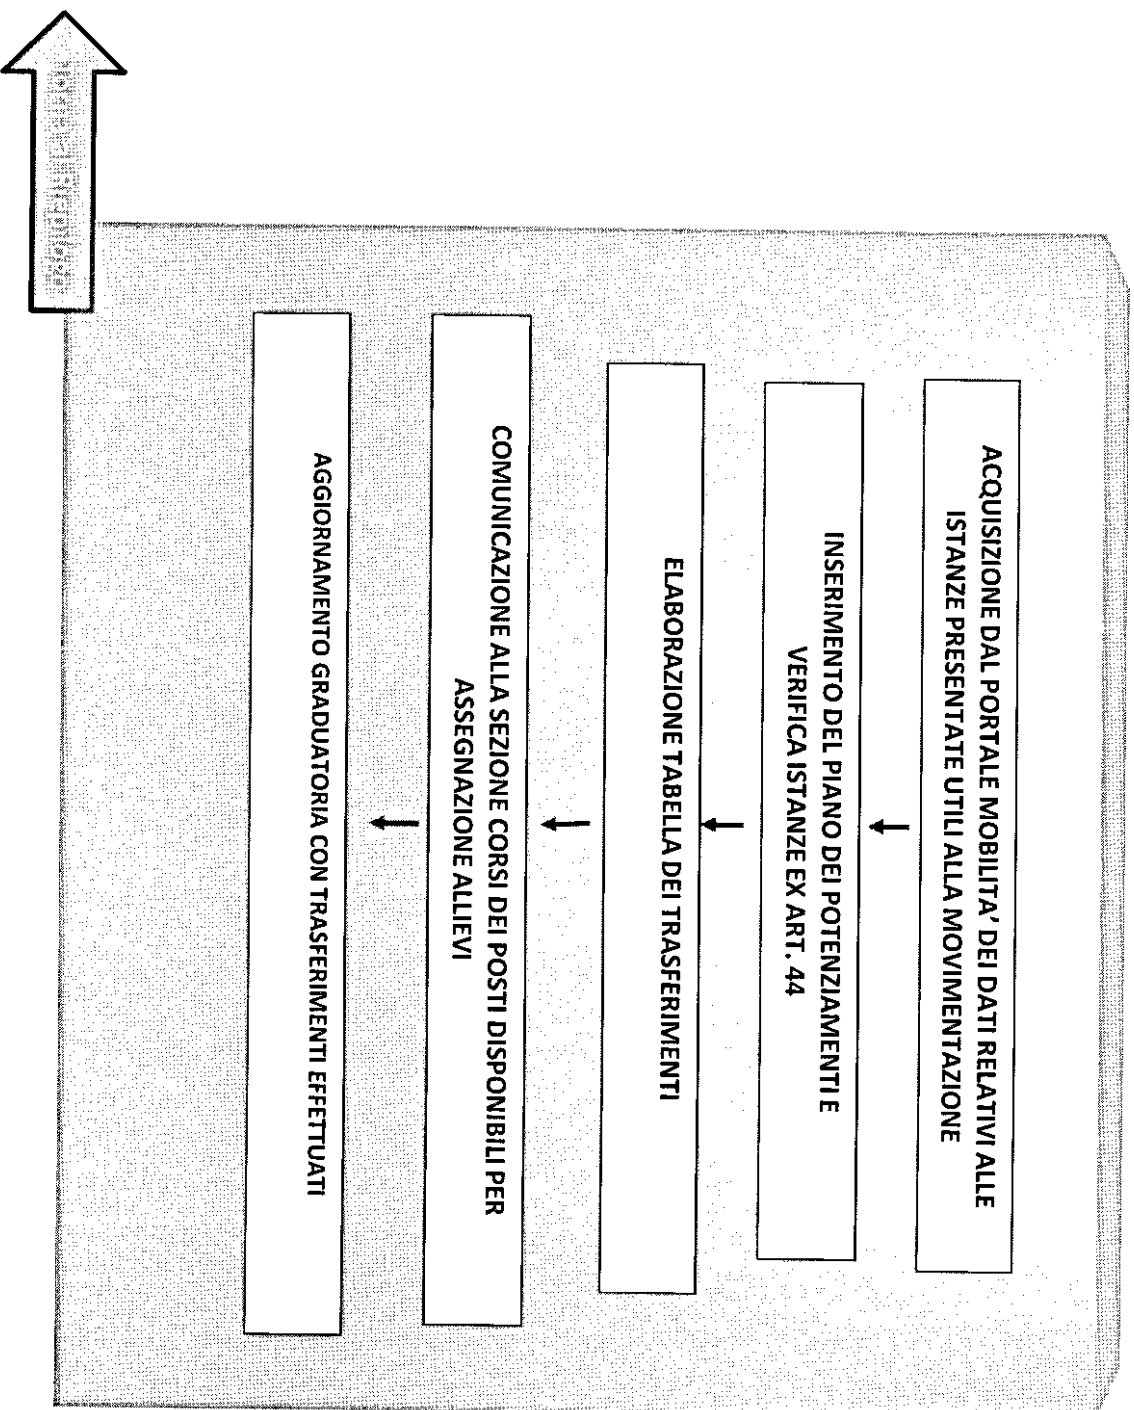 ACQUISIZIONE DAL PORTALE MOBILITA' DEI DATI RELATIVI ALLE
ISTANZE PRESENTATE UTILI ALLA MOVIMENTAZIONE
INSERIMENTO DEL PIANO DEI POTENZIAMENTI E
VERIFICA ISTANZE EX ART. 44
ELABORAZIONE TABELLA DEI TRASFERIMENTI
COMUNICAZIONE ALLA SEZIONE CORSI DEI POSTI DISPONIBILI PER
ASSEGNAZIONE ALLIEVI
AGGIORNAMENTO GRADUATORIA CON TRASFERIMENTI EFFETTUATI